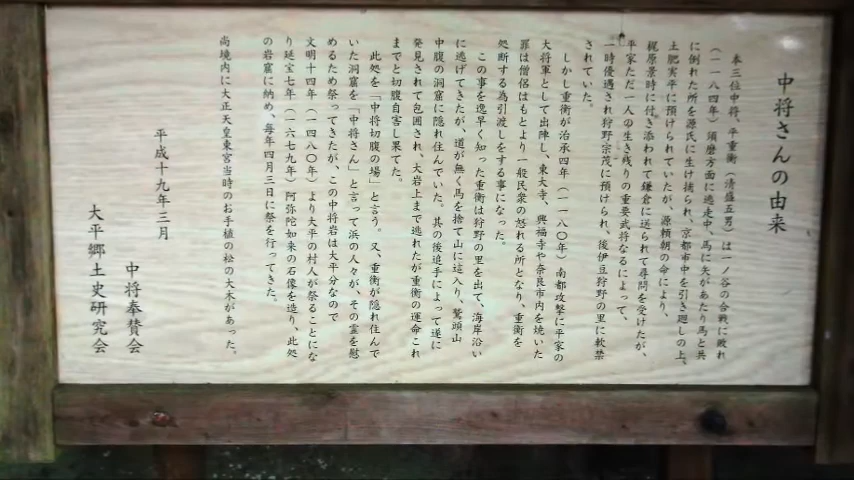 中将さんの由来
本三位中将、平重衡（清盛五男）は一ノ谷の合戦に敗れ
（一一八四年）須磨方面に逃走中、馬に矢があたり馬と共
に倒れた所を源氏に生け捕られ、京都市中を引き廻しの上、
土肥実平に預けられていたが、源頼朝の命により、
梶原景時に付き添われて鎌倉に送られて尋問を受けたが、
平家ただ一人の生き残りの重要武将なるによって、
一時優遇され狩野宗茂に預けられ、後伊豆狩野の里に軟禁
されていた。
しかし重衡が治承四年（一一八〇年）南都攻撃に平家の
大将軍として出陣し、東大寺、興福寺や奈良市内を焼いた
罪は僧侶はもとより一般民衆の怒れる所となり、重衡を
処断する為引渡しをする事になった。
この事を逸早く知った重衡は狩野の里を出て、海岸沿い
に逃げてきたが、道が無く馬を捨て山に這入り、鷲頭山
中腹の洞窟に隠れ住んでいた。其の後追手によって遂に
発見されて包囲され、大岩上まで逃れたが重衡の運命これ
までと切腹自害し果てた。
此処を「中将切腹の場」と言う。又、重衡が隠れ住んで
いた洞窟を「中将さん」と言って浜の人々が、その霊を慰
めるため祭ってきたが、この中将岩は大平分なので
文明十四年（一四八〇年）より大平の村人が祭ることにな
り延宝七年（一六七九年）阿弥陀如来の石像を造り、此処
の岩窟に納め、毎年四月三日に祭を行ってきた。
尚境内に大正天皇東宮当時のお手植の松の大木があった。
平成十九年三月
中将奉賛会
大平郷土史研究会